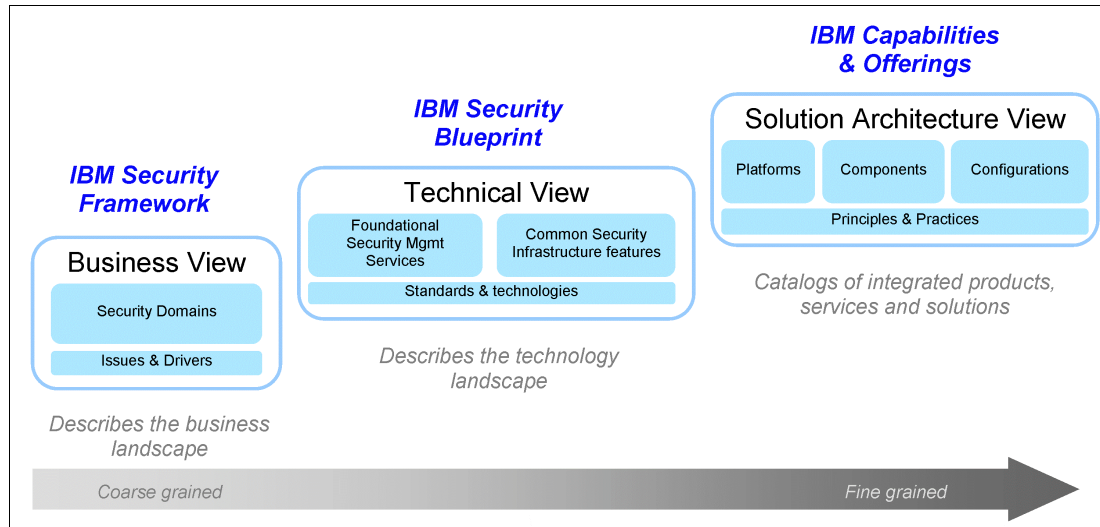 IBM Security
Framework
Business View
Security Domains
Issues & Drivers
Describes the business
landscape
IBM Security
Blueprint
Technical View
Foundational
Security Mgmt
Services
Common Security
Infrastructure features
Standards & technologies
Describes the technology
landscape
IBM Capabilities
& Offerings
Solution Architecture View
Platforms
Components
Configurations
Principles & Practices
Catalogs of integrated products,
services and solutions
Coarse grained
Fine grained